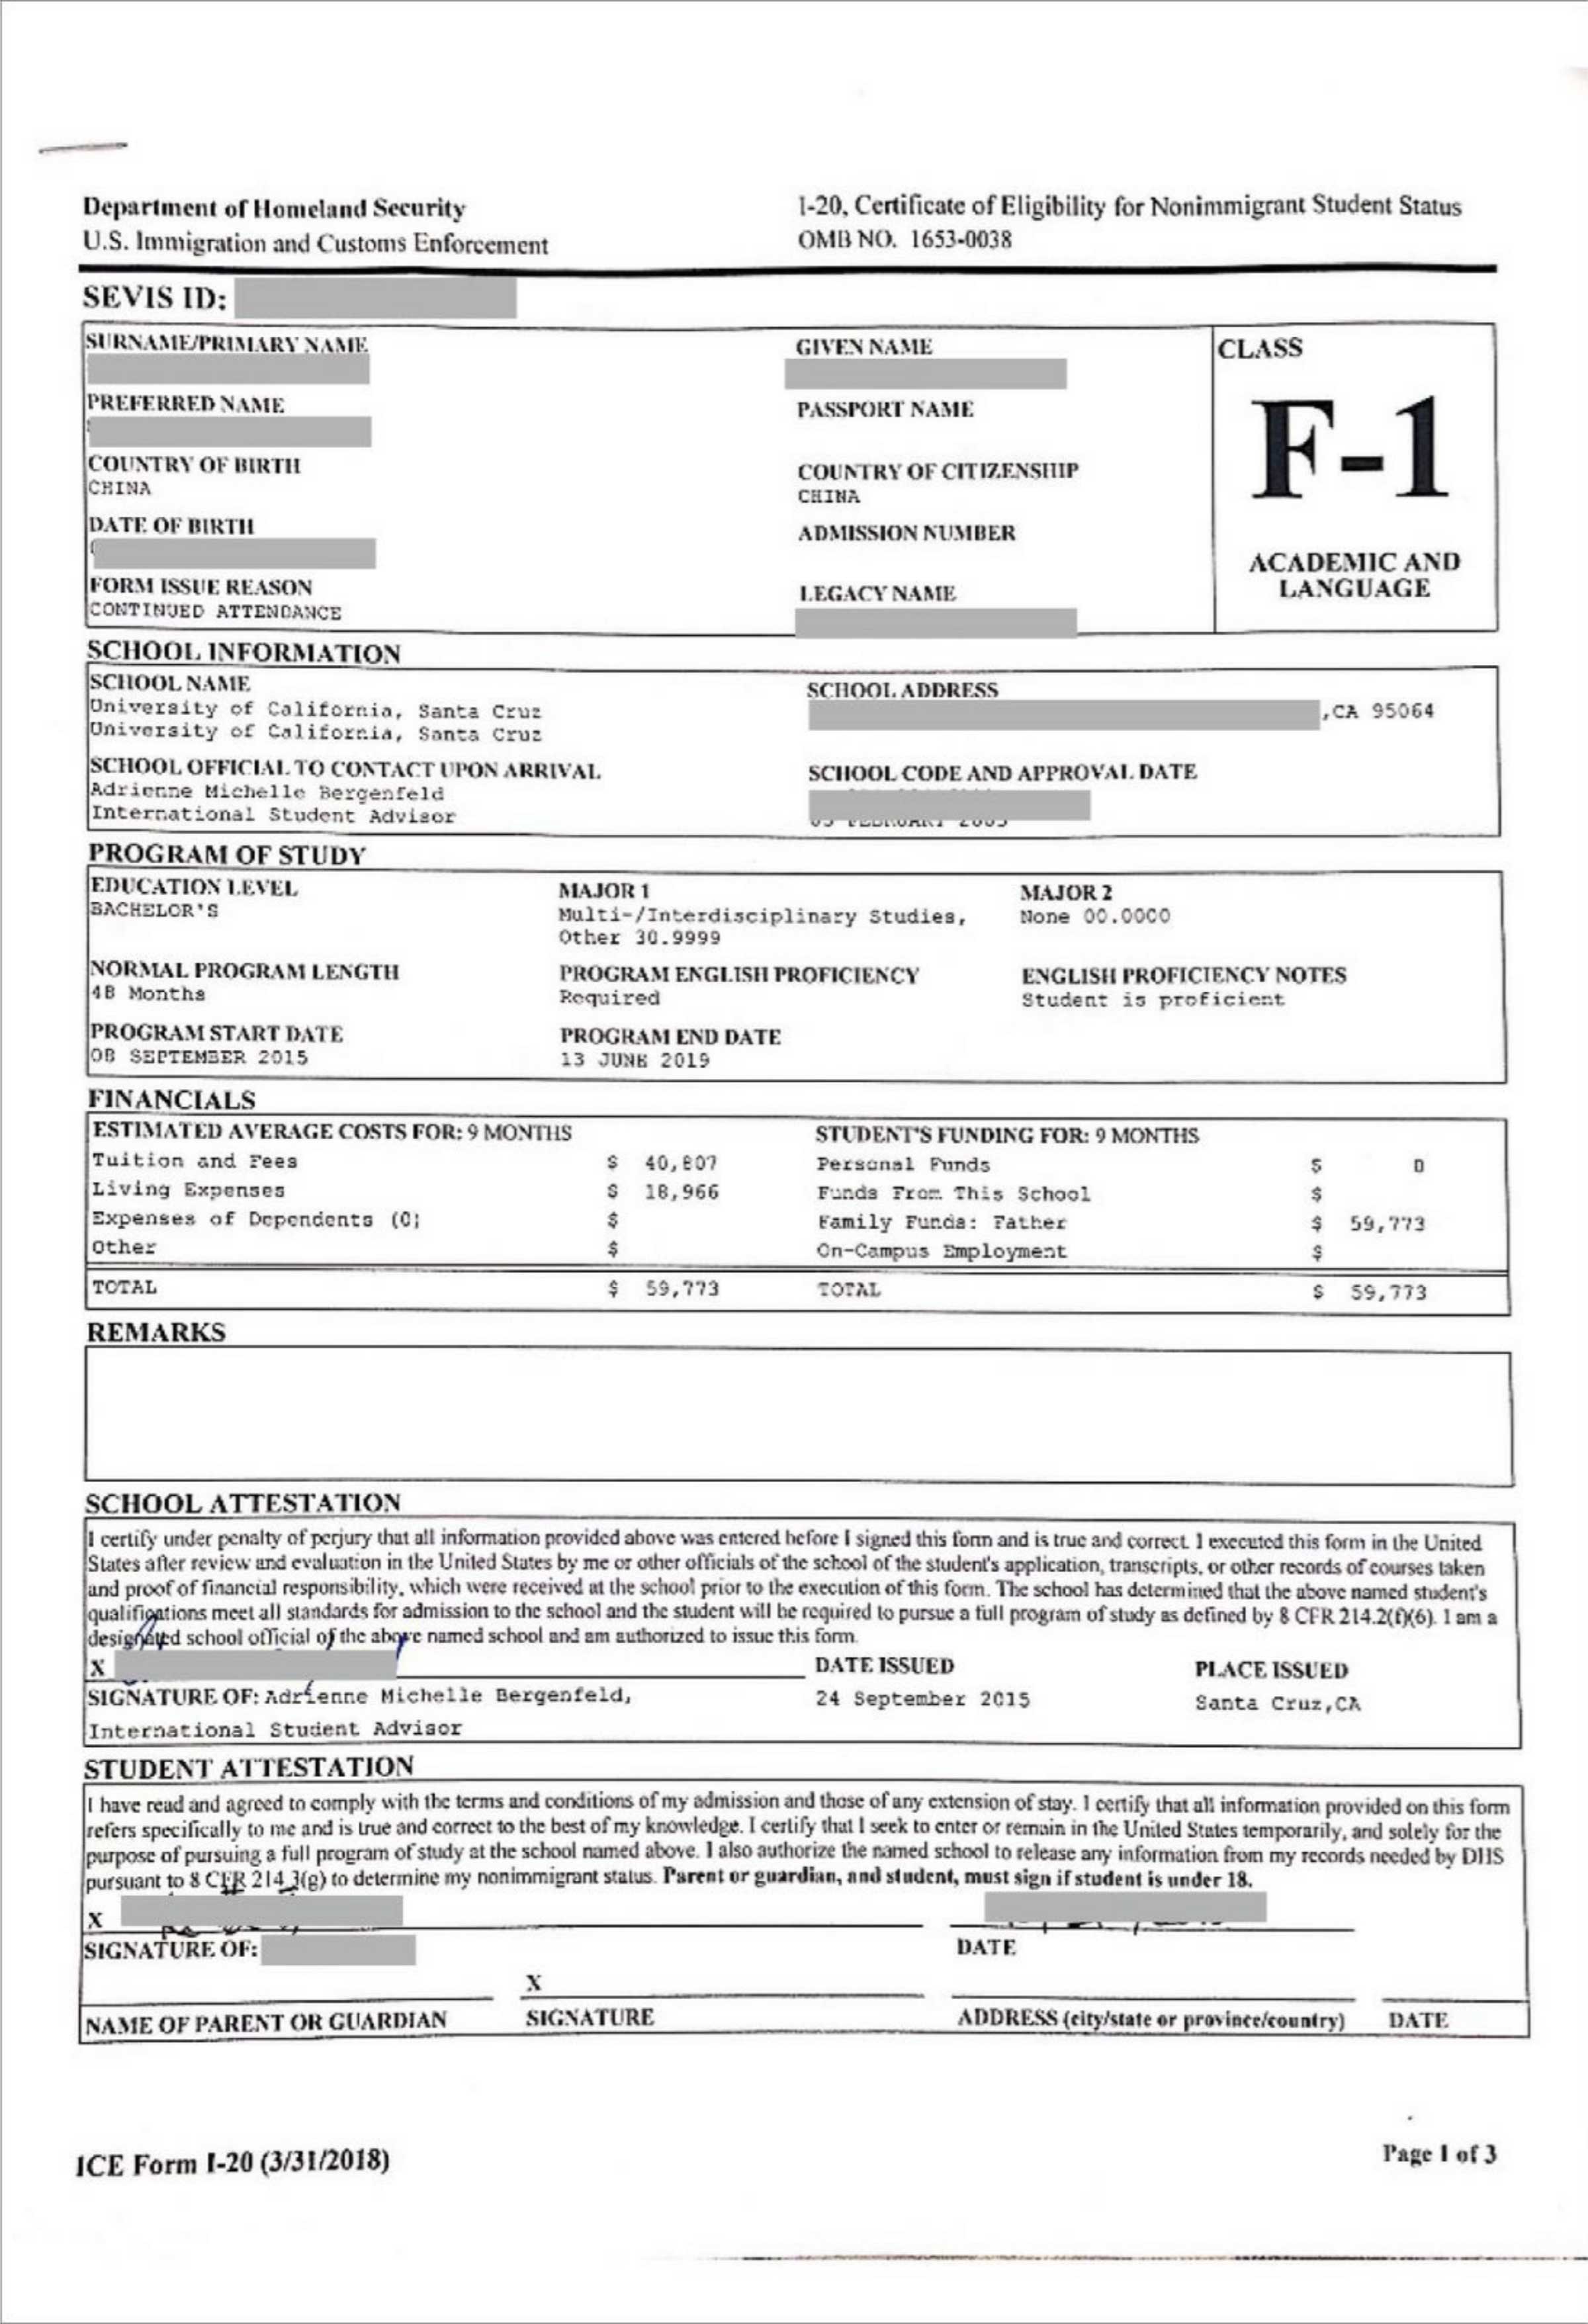 Department of Homeland Security
U.S. Immigration and Customs Enforcement
I-20, Certificate of Eligibility for Nonimmigrant Student Status
OMB NO. 1653-0038
SEVIS ID:
SURNAME/PRIMARY NAME
GIVEN NAME
CLASS
PREFERRED NAME
PASSPORT NAME
F-1
COUNTRY OF BIRTH
CHINA
COUNTRY OF CITIZENSHIP
CHINA
DATE OF BIRTH
ADMISSION NUMBER
ACADEMIC AND
LANGUAGE
FORM ISSUE REASON
CONTINUED ATTENDANCE
LEGACY NAME
SCHOOL INFORMATION
SCHOOL NAME
University of California, Santa Cruz
University of California, Santa Cruz
SCHOOL ADDRESS
,CA 95064
SCHOOL OFFICIAL TO CONTACT UPON ARRIVAL
Adrienne Michelle Bergenfeld
International Student Advisor
SCHOOL CODE AND APPROVAL DATE
PROGRAM OF STUDY
EDUCATION LEVEL
BACHELOR'S
MAJOR 1
Multi-/Interdisciplinary Studies,
Other 30.9999
MAJOR 2
None 00.0000
NORMAL PROGRAM LENGTH
48 Months
PROGRAM ENGLISH PROFICIENCY
Required
ENGLISH PROFICIENCY NOTES
Student is proficient
PROGRAM START DATE
08 SEPTEMBER 2015
PROGRAM END DATE
13 JUNE 2019
FINANCIALS
ESTIMATED AVERAGE COSTS FOR: 9 MONTHS
STUDENT'S FUNDING FOR: 9 MONTHS
Tuition and Fees $ 40,807
Personal Funds $ 0
Living Expenses $ 18,966
Funds From This School $
Expenses of Dependents (0) $
Family Funds: Father $ 59,773
Other $
On-Campus Employment $
TOTAL $ 59,773
TOTAL $ 59,773
REMARKS
SCHOOL ATTESTATION
I certify under penalty of perjury that all information provided above was entered before I signed this form and is true and correct. I executed this form in the United
States after review and evaluation in the United States by me or other officials of the school of the student's application, transcripts, or other records of courses taken
and proof of financial responsibility, which were received at the school prior to the execution of this form. The school has determined that the above named student's
qualifications meet all standards for admission to the school and the student will be required to pursue a full program of study as defined by 8 CFR 214.2(f)(6). I am a
designated school official of the above named school and am authorized to issue this form.
X
DATE ISSUED
PLACE ISSUED
SIGNATURE OF: Adrienne Michelle Bergenfeld,
24 September 2015
Santa Cruz,CA
International Student Advisor
STUDENT ATTESTATION
I have read and agreed to comply with the terms and conditions of my admission and those of any extension of stay. I certify that all information provided on this form
refers specifically to me and is true and correct to the best of my knowledge. I certify that I seek to enter or remain in the United States temporarily, and solely for the
purpose of pursuing a full program of study at the school named above. I also authorize the named school to release any information from my records needed by DHS
pursuant to 8 CFR 214.3(g) to determine my nonimmigrant status. Parent or guardian, and student, must sign if student is under 18.
X
SIGNATURE OF:
DATE
X
NAME OF PARENT OR GUARDIAN
SIGNATURE
ADDRESS (city/state or province/country)
DATE
ICE Form I-20 (3/31/2018)
Page 1 of 3